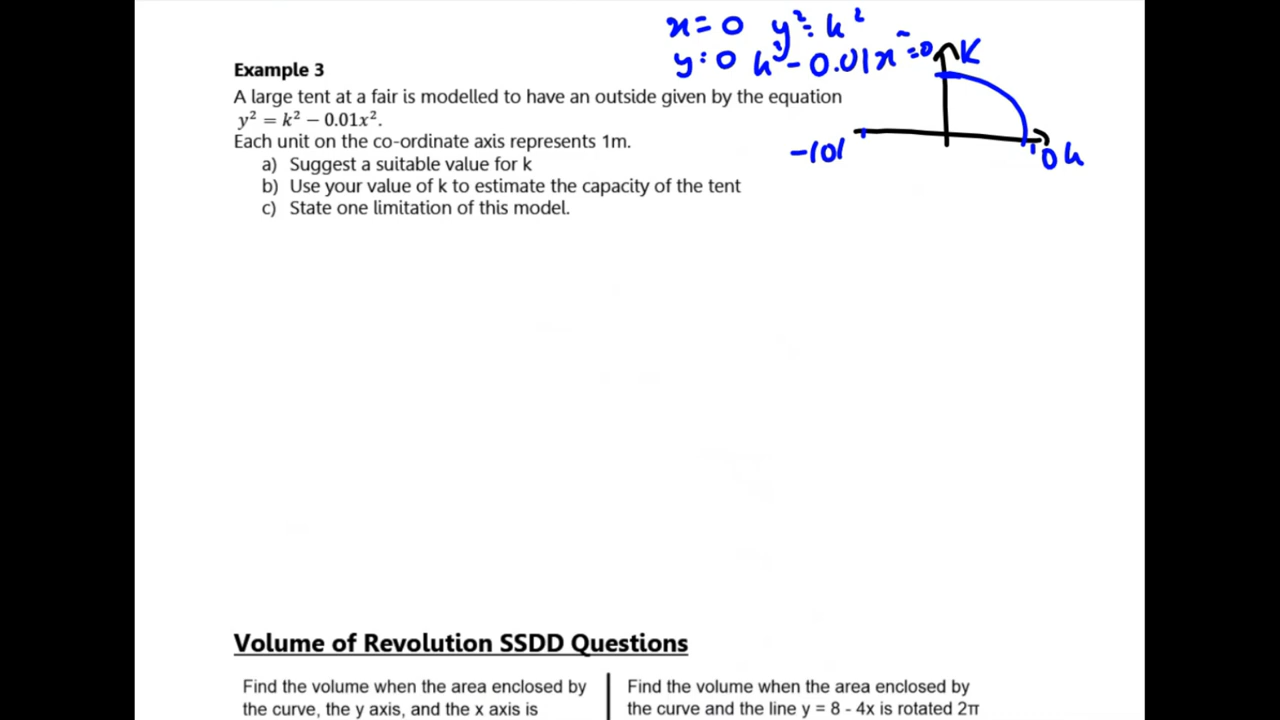 x = 0 y² = k²
y = 0 k² - 0.01x² = 0
K
-10k
10k
Example 3
A large tent at a fair is modelled to have an outside given by the equation
y² = k² − 0.01x².
Each unit on the co-ordinate axis represents 1m.
a) Suggest a suitable value for k
b) Use your value of k to estimate the capacity of the tent
c) State one limitation of this model.
Volume of Revolution SSDD Questions
Find the volume when the area enclosed by
the curve, the y axis, and the x axis is
Find the volume when the area enclosed by
the curve and the line y = 8 - 4x is rotated 2π